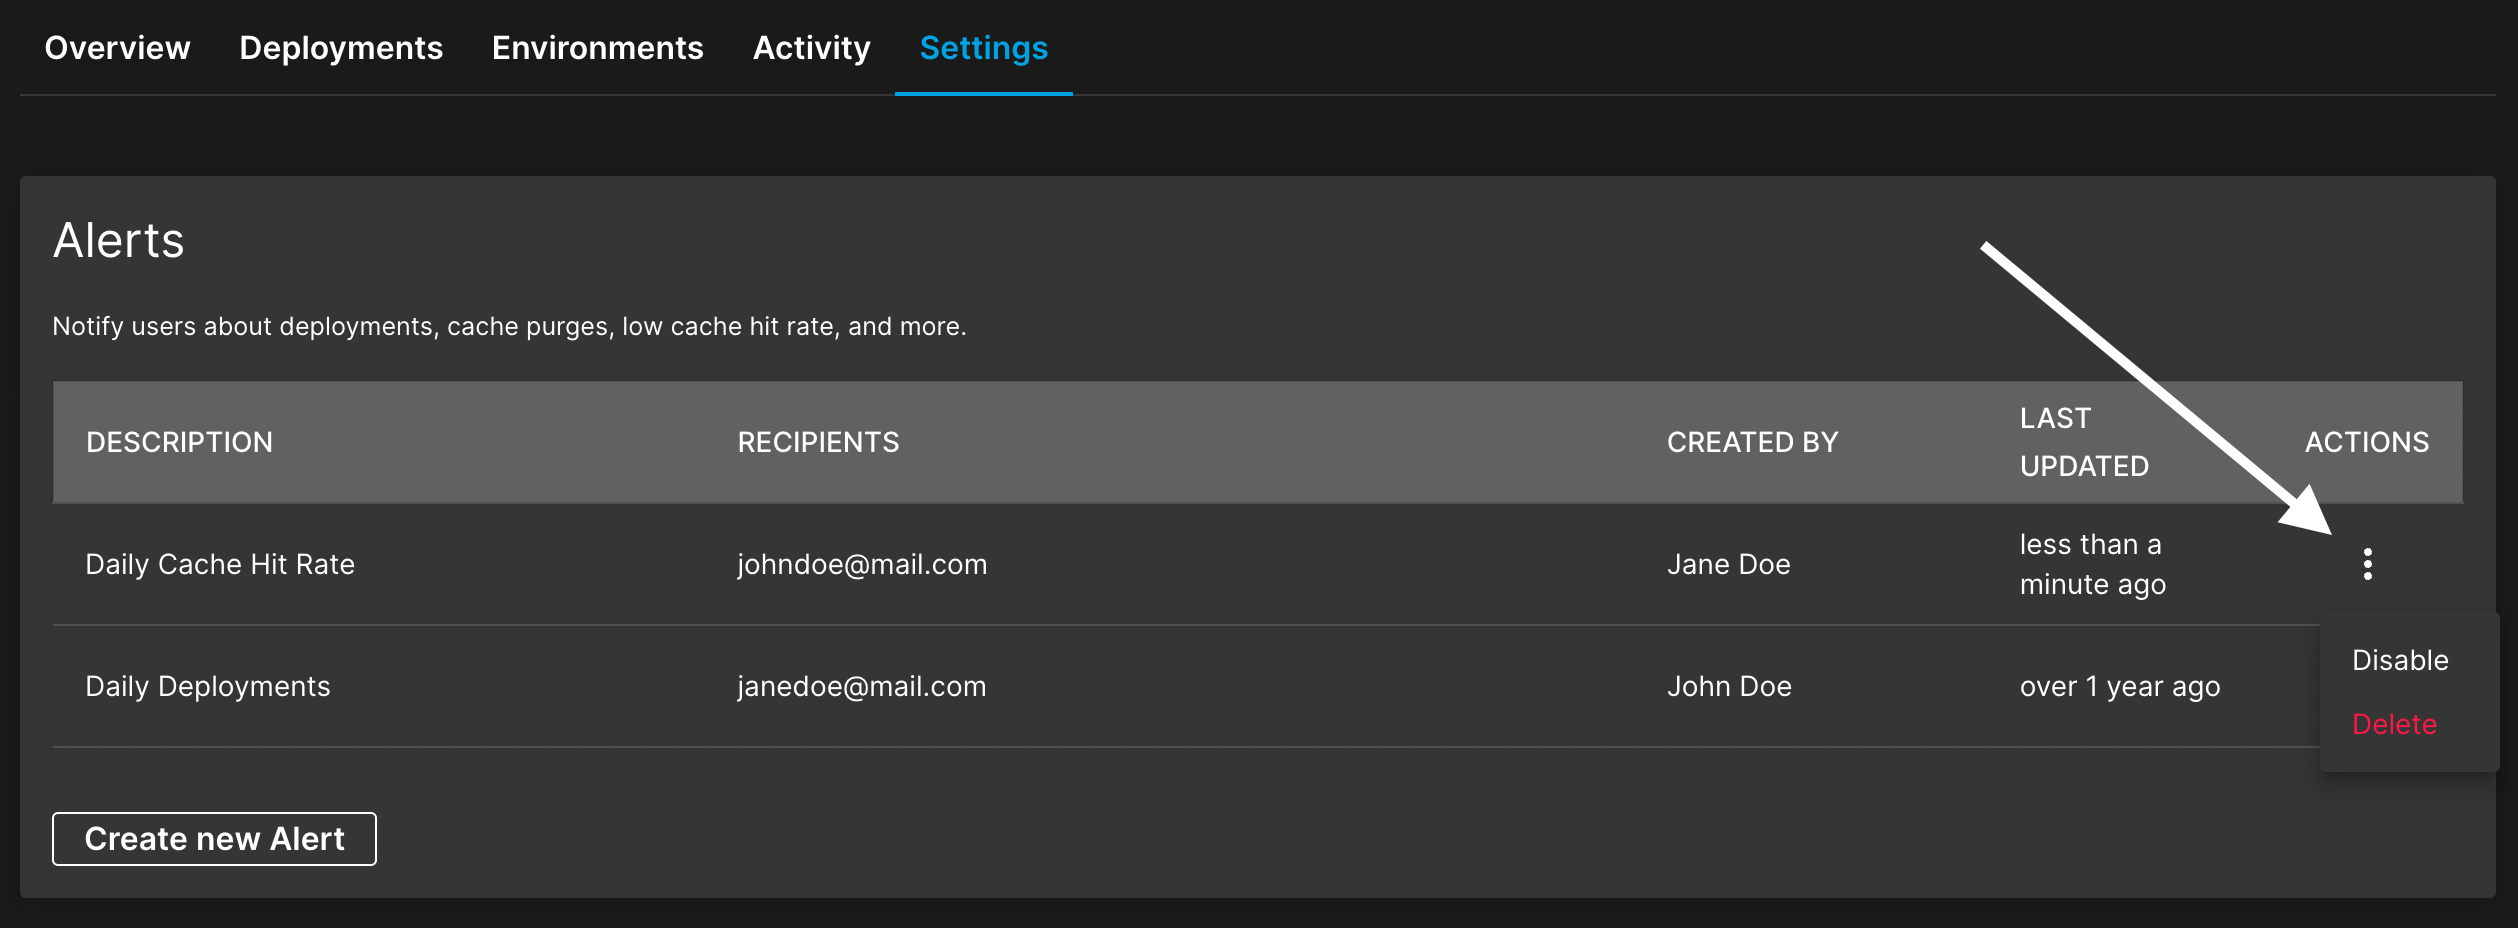 Overview Deployments Environments Activity Settings
Alerts
Notify users about deployments, cache purges, low cache hit rate, and more.
DESCRIPTION RECIPIENTS CREATED BY LAST UPDATED ACTIONS
Daily Cache Hit Rate johndoe@mail.com Jane Doe less than a minute ago
Disable
Daily Deployments janedoe@mail.com John Doe over 1 year ago
Delete
Create new Alert